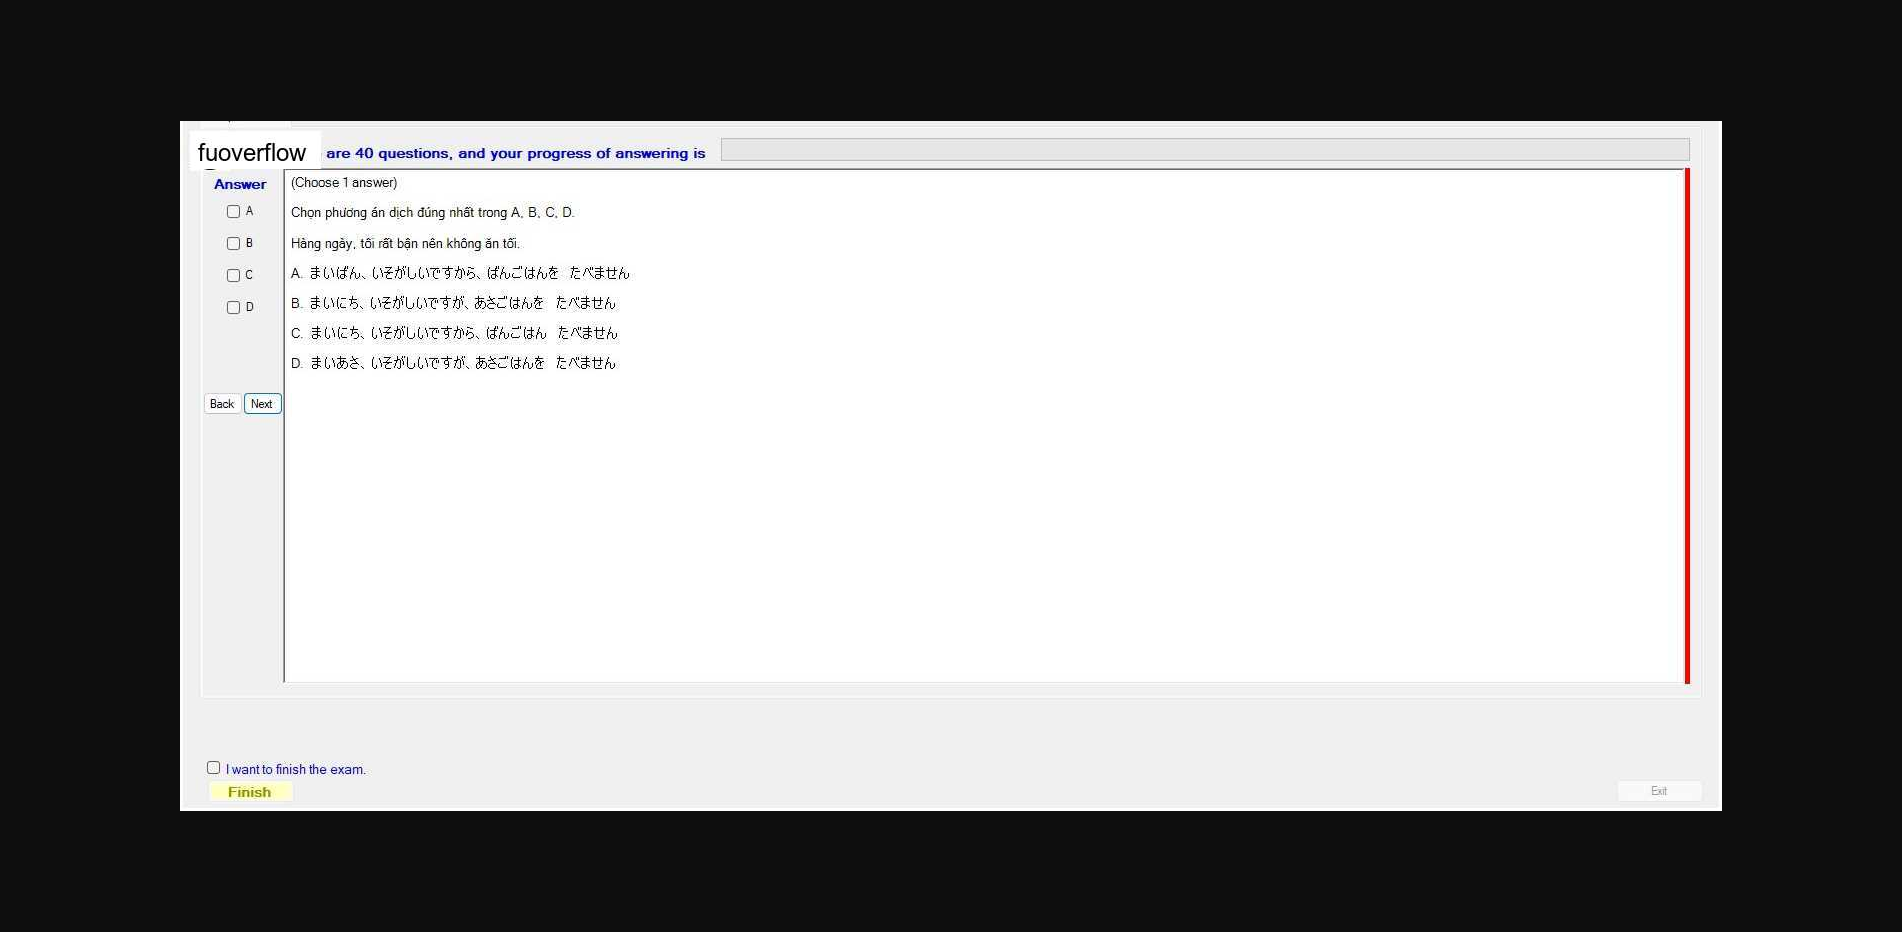 fuoverflow are 40 questions, and your progress of answering is
Answer
(Choose 1 answer)
A
Chọn phương án dịch đúng nhất trong A, B, C, D.
B
Hàng ngày, tôi rất bận nên không ăn tối.
C
A. まいばん、いそがしいですから、ばんごはんを たべません
D
B. まいにち、いそがしいですが、あさごはんを たべません
C. まいにち、いそがしいですから、ばんごはん たべません
D. まいあさ、いそがしいですが、あさごはんを たべません
Back Next
I want to finish the exam.
Finish
Exit